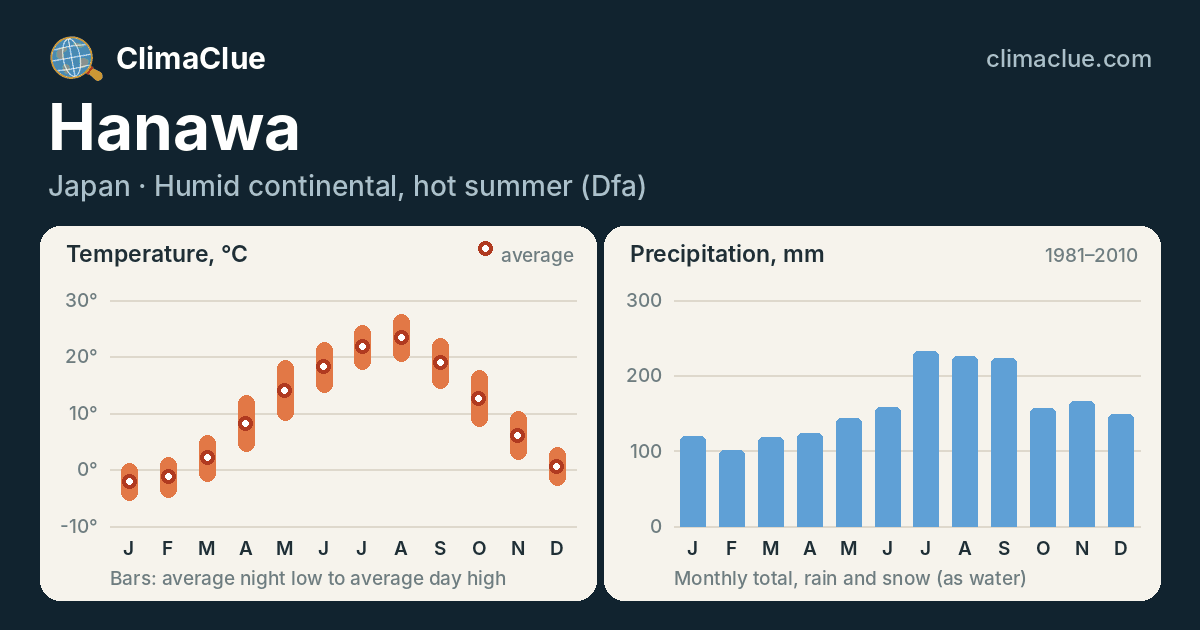 ClimaClue
climaclue.com
Hanawa
Japan · Humid continental, hot summer (Dfa)
Temperature, °C
average
30°
20°
10°
0°
-10°
J F M A M J J A S O N D
Bars: average night low to average day high
Precipitation, mm
1981–2010
300
200
100
0
J F M A M J J A S O N D
Monthly total, rain and snow (as water)